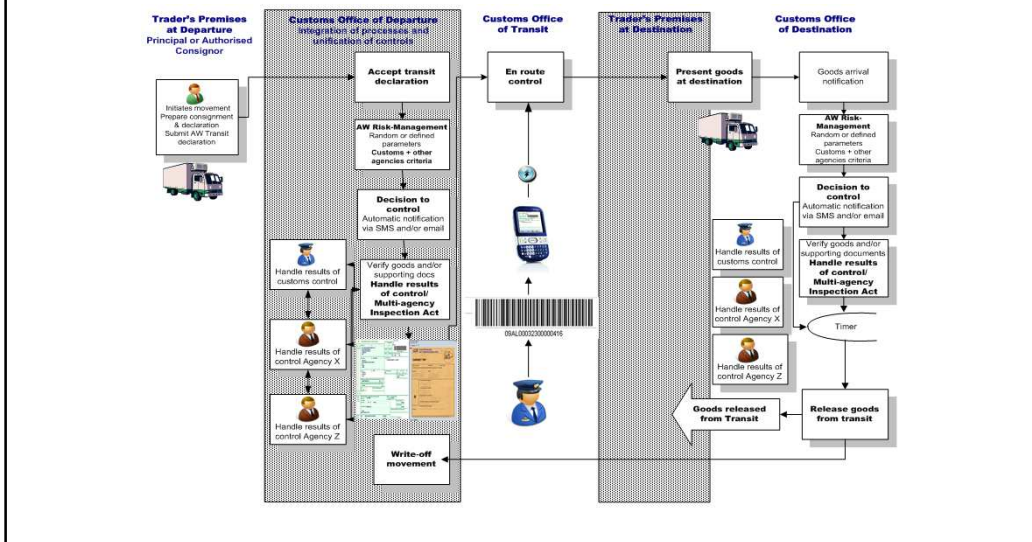 Trader's Premises
at Departure
Principal or Authorised
Consignor
Customs Office of Departure
Integration of processes and
unification of controls
Customs Office
of Transit
Trader's Premises
at Destination
Customs Office
of Destination
Initiates movement
Prepare consignment
& declaration
Submit AW Transit
declaration
Accept transit
declaration
AW Risk-Management
Random or defined
parameters
Customs + other
agencies criteria
Decision to
control
Automatic notification
via SMS and/or email
Verify goods and/or
supporting docs
Handle results
of control/
Multi-agency
Inspection Act
Handle results of
customs control
Handle results of
control Agency X
Handle results of
control Agency Z
Write-off
movement
En route
control
09AL00032300000416
Present goods
at destination
Goods arrival
notification
AW Risk-
Management
Random or defined
parameters
Customs + other
agencies criteria
Decision to
control
Automatic notification
via SMS and/or email
Verify goods and/or
supporting documents
Handle results
of control/
Multi-agency
Inspection Act
Handle results of
customs control
Handle results of
control Agency X
Handle results of
control Agency Z
Timer
Goods released
from Transit
Release goods
from transit